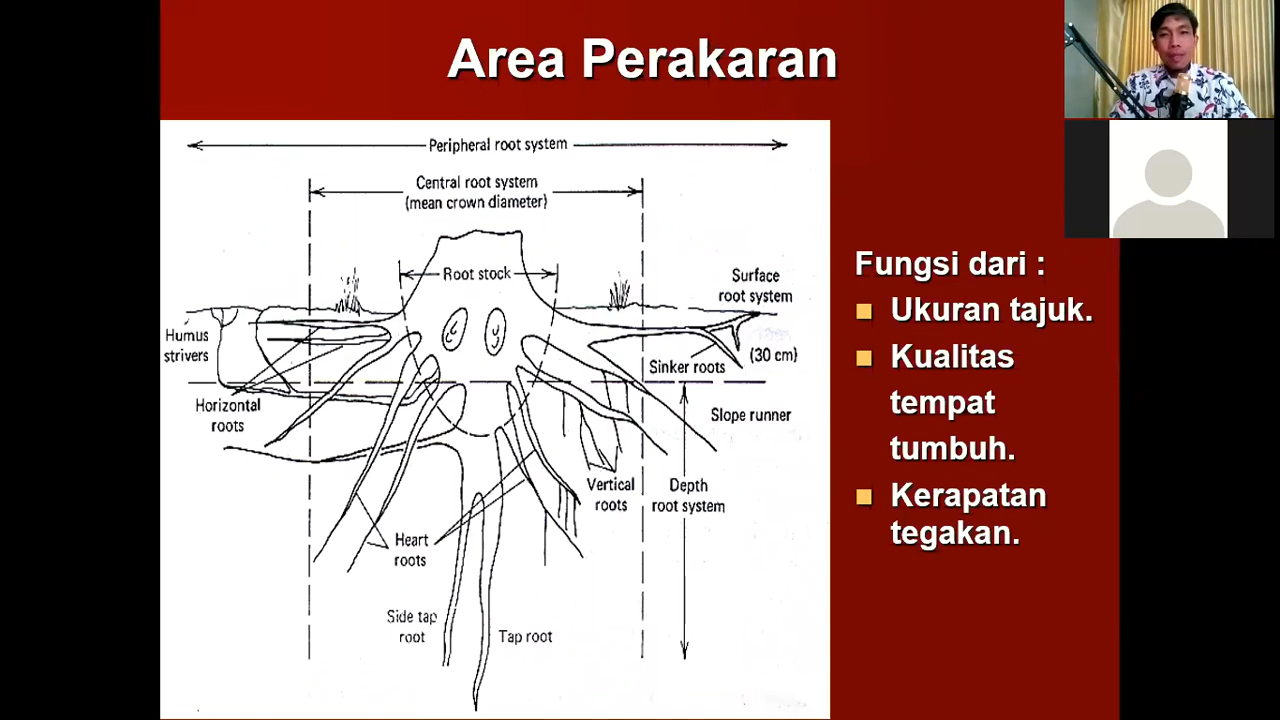 Area Perakaran
Peripheral root system
Central root system
(mean crown diameter)
Root stock
Surface
root system
(30 cm)
Humus
strivers
Sinker roots
Horizontal
roots
Slope runner
Vertical
roots
Depth
root system
Heart
roots
Side tap
root
Tap root
Fungsi dari :
Ukuran tajuk.
Kualitas
tempat
tumbuh.
Kerapatan
tegakan.